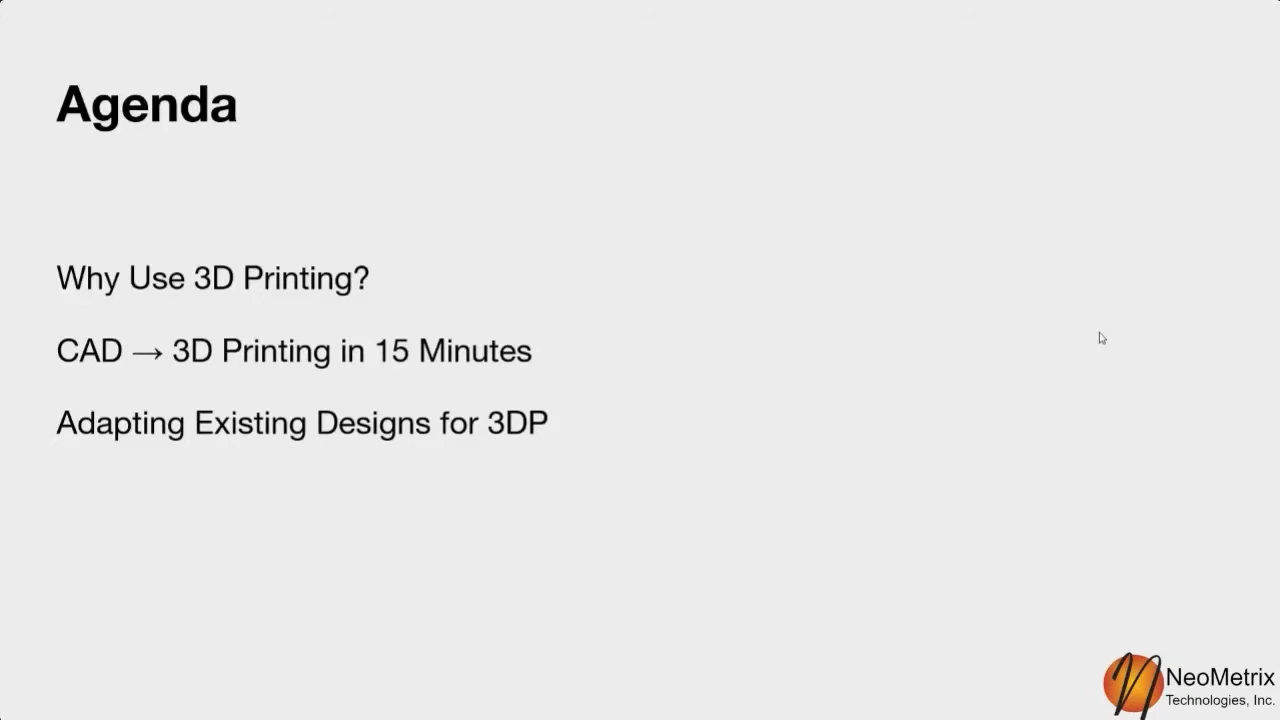 Agenda
Why Use 3D Printing?
CAD → 3D Printing in 15 Minutes
Adapting Existing Designs for 3DP
NeoMetrix
Technologies, Inc.